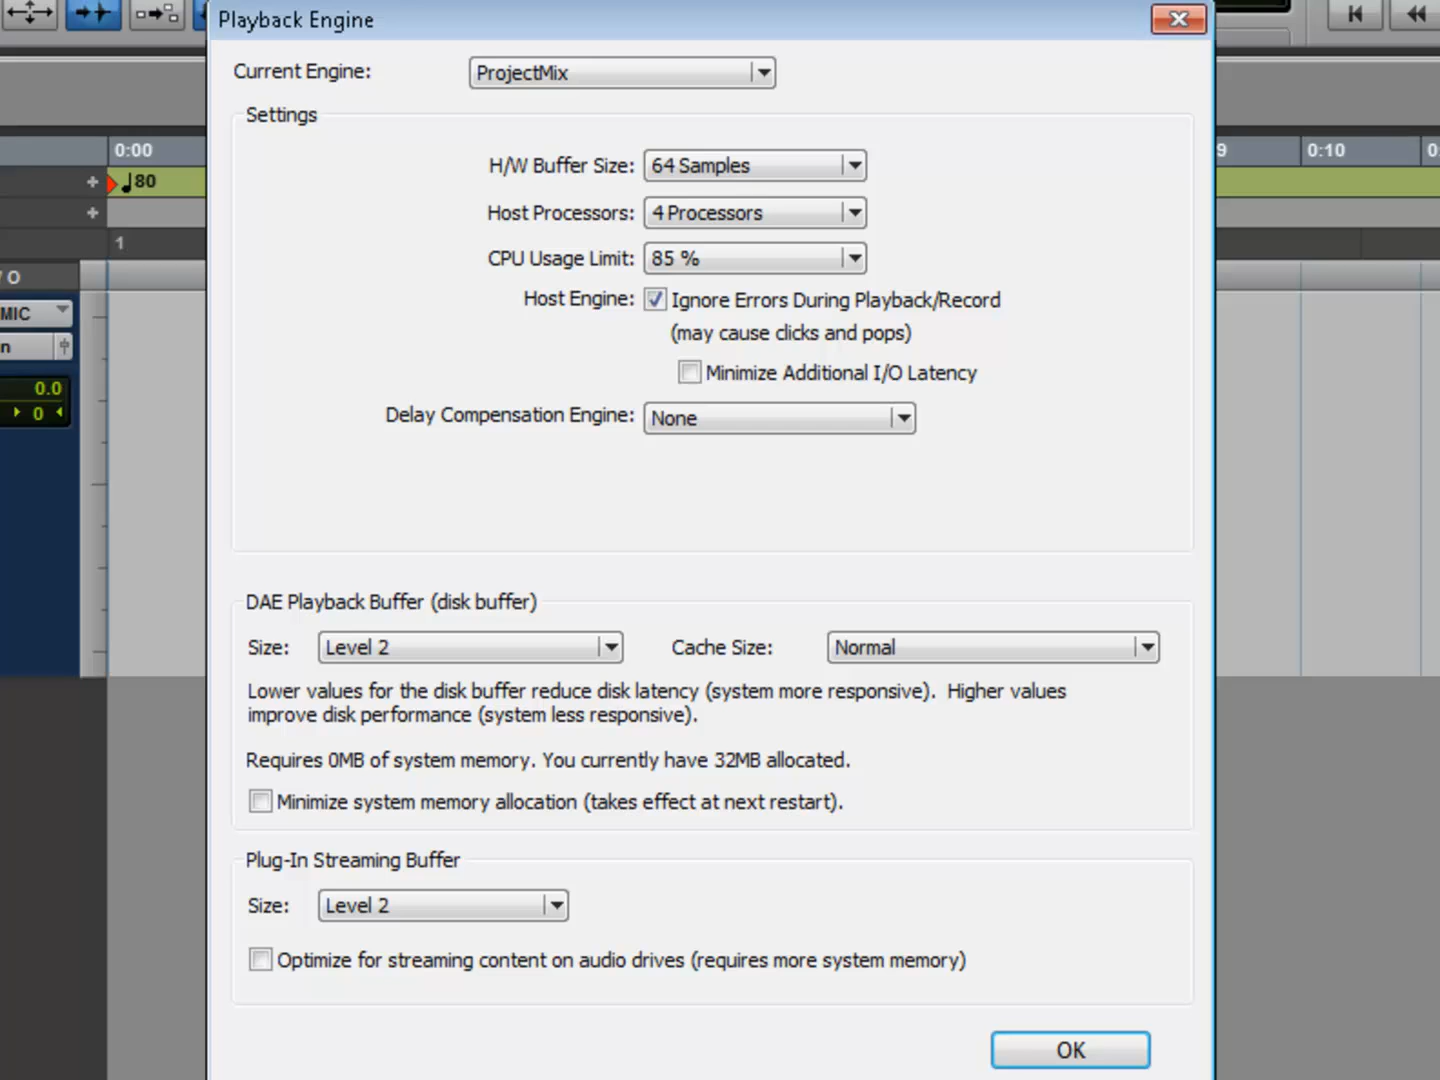 Playback Engine
Current Engine: ProjectMix
Settings
0:00
9
0:10
0:
H/W Buffer Size: 64 Samples
+ 80
Host Processors: 4 Processors
+
1
CPU Usage Limit: 85 %
/ O
Host Engine: Ignore Errors During Playback/Record
MIC
(may cause clicks and pops)
n
Minimize Additional I/O Latency
0.0
0
Delay Compensation Engine: None
DAE Playback Buffer (disk buffer)
Size: Level 2 Cache Size: Normal
Lower values for the disk buffer reduce disk latency (system more responsive). Higher values
improve disk performance (system less responsive).
Requires 0MB of system memory. You currently have 32MB allocated.
Minimize system memory allocation (takes effect at next restart).
Plug-In Streaming Buffer
Size: Level 2
Optimize for streaming content on audio drives (requires more system memory)
OK